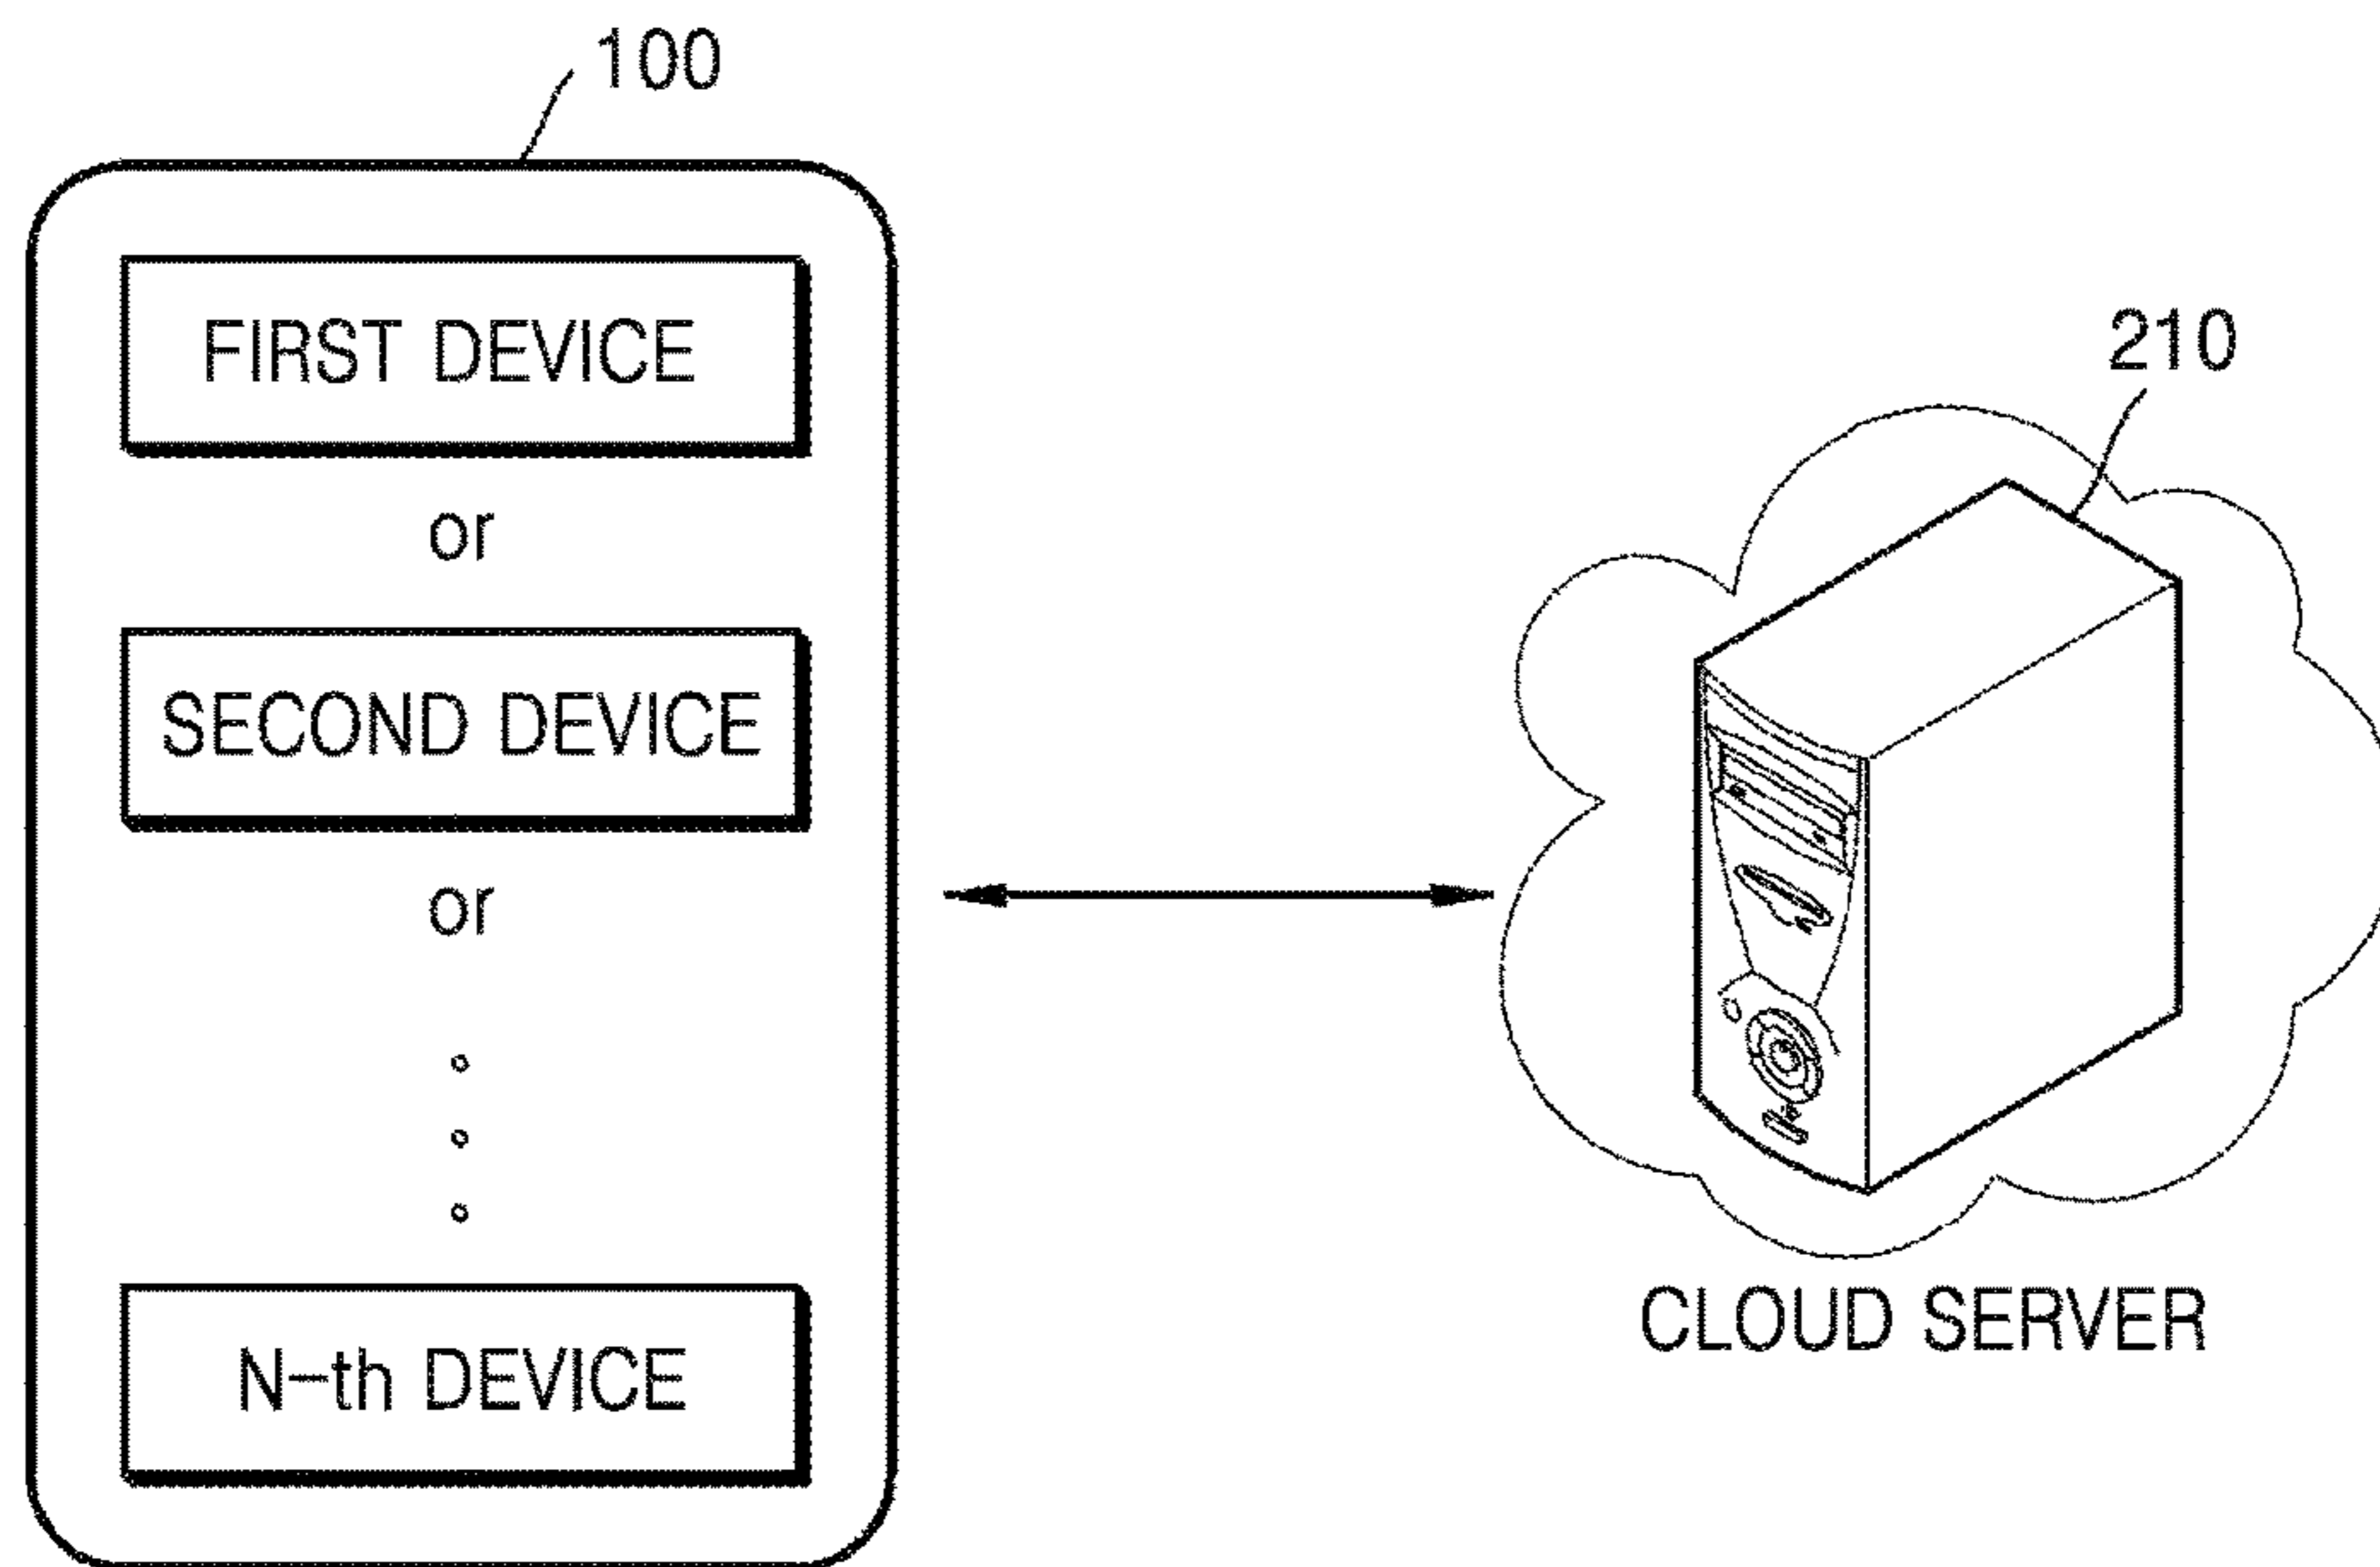 100
FIRST DEVICE
or
SECOND DEVICE
or
N-th DEVICE
210
CLOUD SERVER